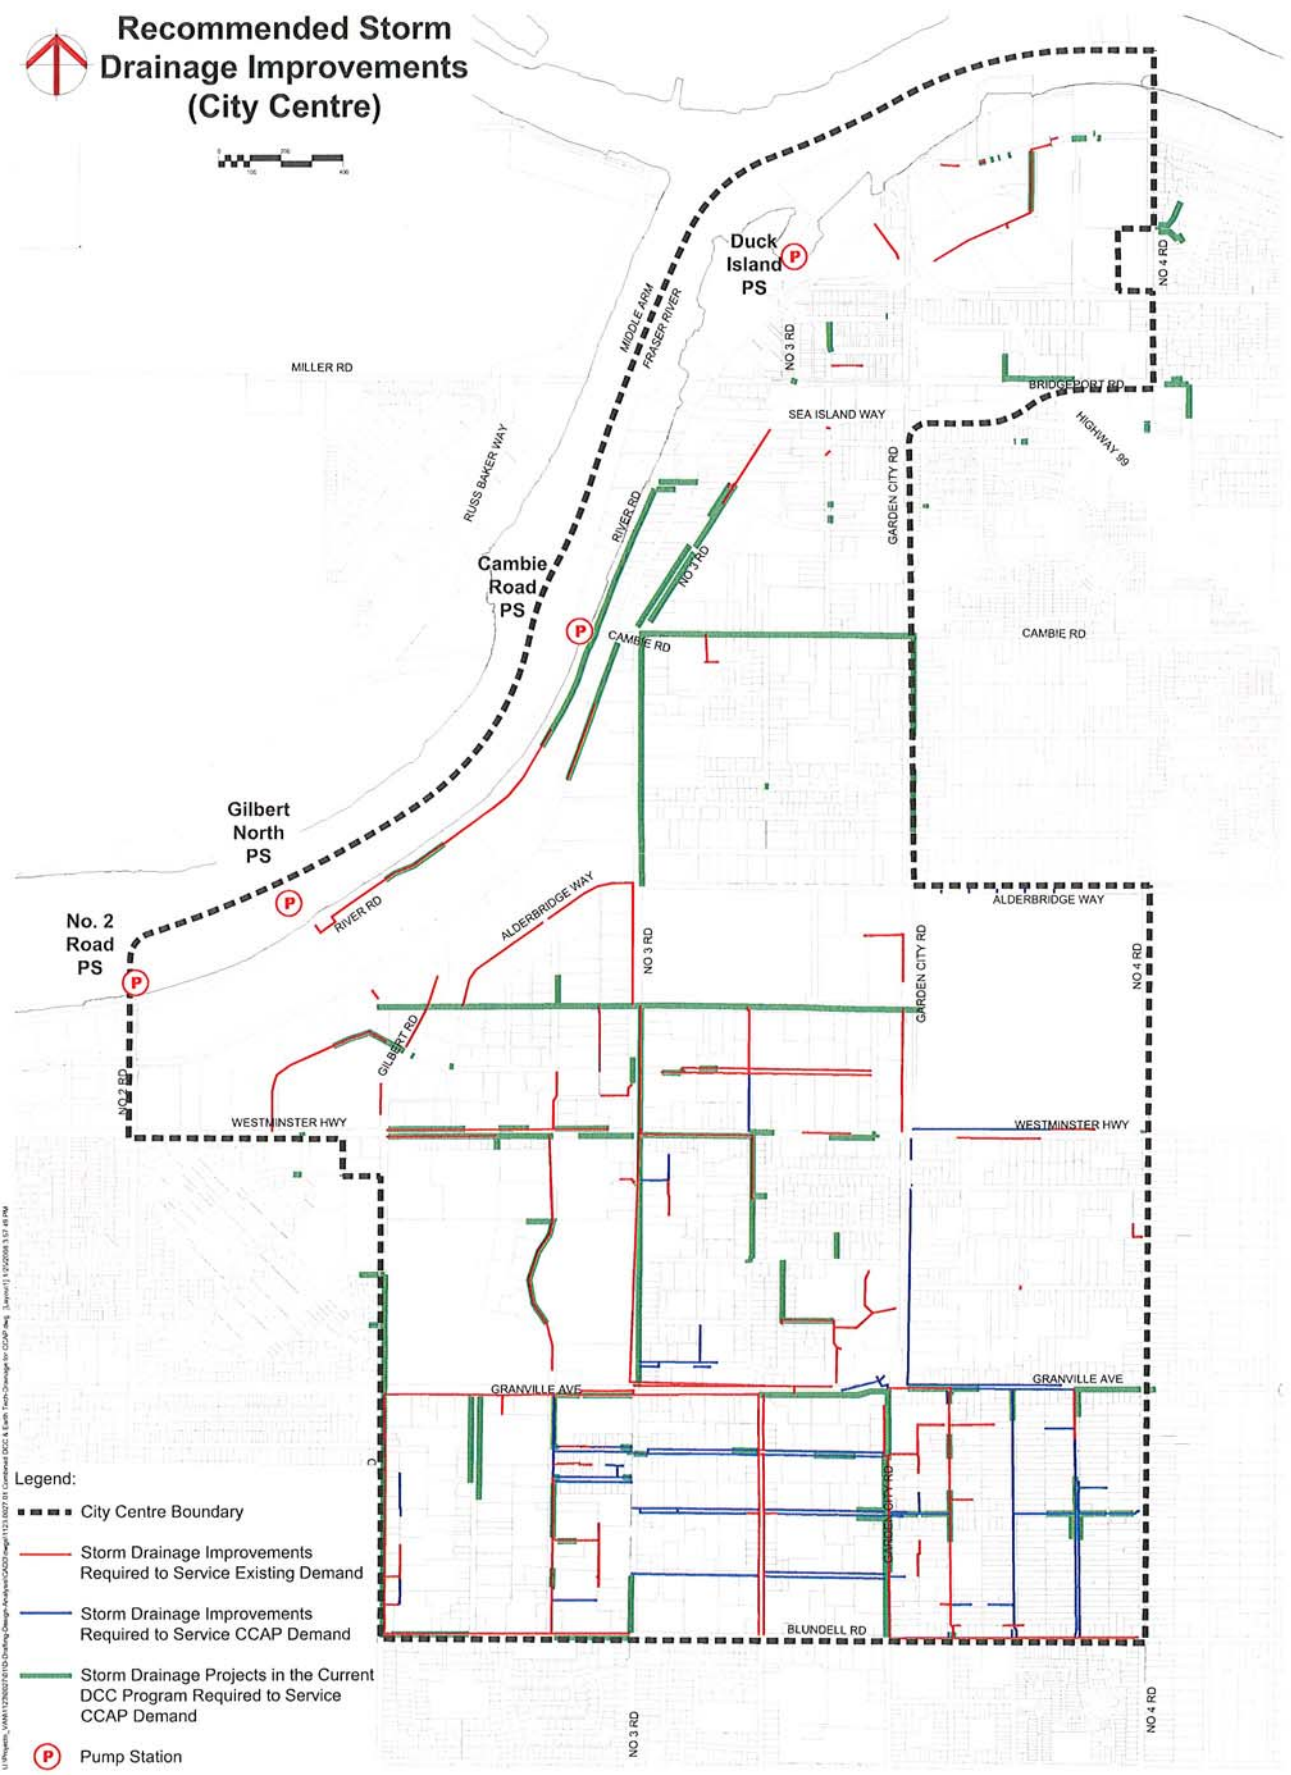 Recommended Storm
Drainage Improvements
(City Centre)
0
200
100
400
Duck
Island
PS
P
NO 4 RD
MIDDLE ARM
FRASER RIVER
NO 3 RD
MILLER RD
BRIDGEPORT RD
SEA ISLAND WAY
HIGHWAY 99
RUSS BAKER WAY
GARDEN CITY RD
RIVER RD
NO 3 RD
Cambie
Road
PS
P
CAMBIE RD
CAMBIE RD
Gilbert
North
PS
P
RIVER RD
ALDERBRIDGE WAY
ALDERBRIDGE WAY
No. 2
Road
PS
P
NO 3 RD
GARDEN CITY RD
NO 4 RD
GILBERT RD
NO 2 RD
WESTMINSTER HWY
WESTMINSTER HWY
GRANVILLE AVE
GRANVILLE AVE
GARDEN CITY RD
BLUNDELL RD
NO 3 RD
NO 4 RD
Legend:
City Centre Boundary
Storm Drainage Improvements
Required to Service Existing Demand
Storm Drainage Improvements
Required to Service CCAP Demand
Storm Drainage Projects in the Current
DCC Program Required to Service
CCAP Demand
P
Pump Station